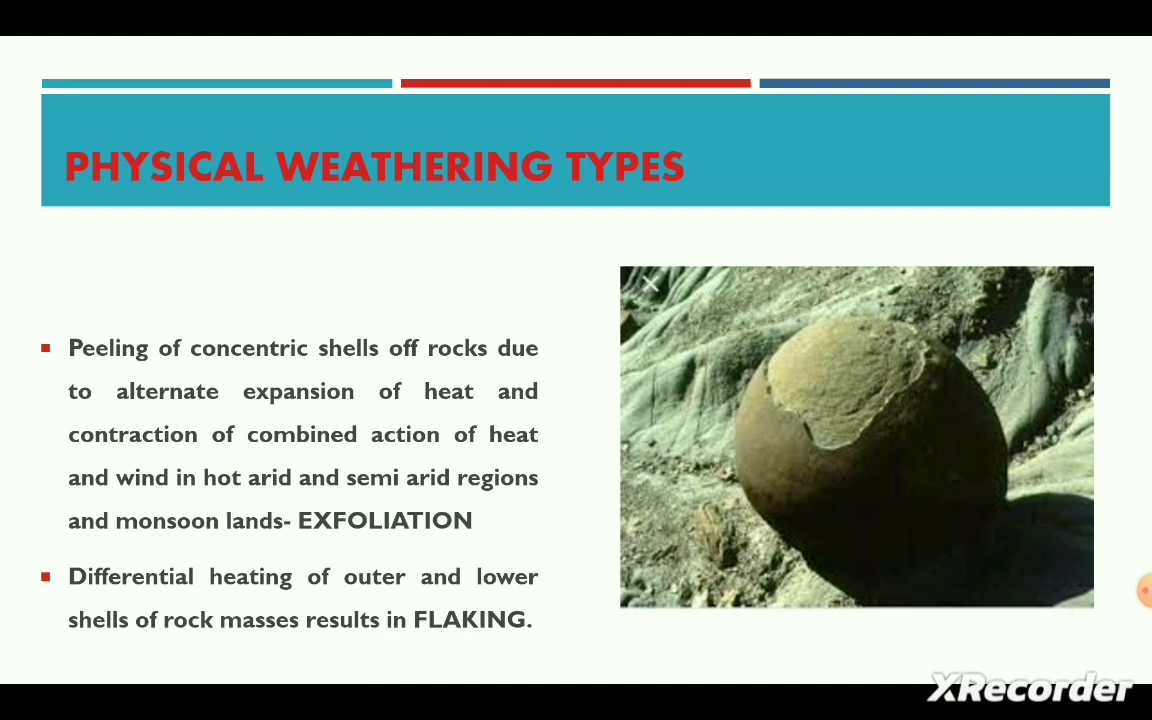 PHYSICAL WEATHERING TYPES
Peeling of concentric shells off rocks due
to alternate expansion of heat and
contraction of combined action of heat
and wind in hot arid and semi arid regions
and monsoon lands- EXFOLIATION
Differential heating of outer and lower
shells of rock masses results in FLAKING.
XRecorder